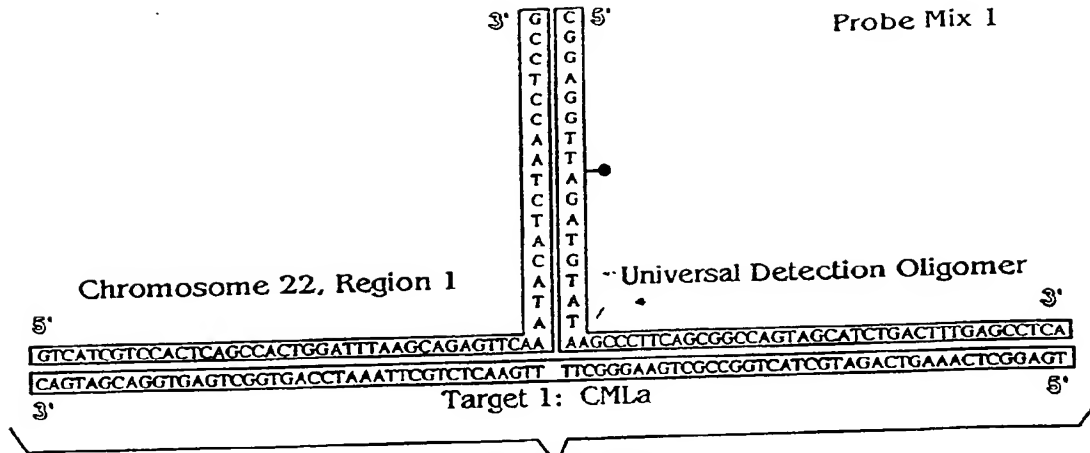 3' 5'
Probe Mix 1
GCCTCCAATCTACATA
CGGAGGTTAGATGTAT
Universal Detection Oligomer
Chromosome 22, Region 1
5' 3'
GTCATCGTCCACTCAGCCACTGGATTTAAGCAGAGTTCAA AAGCCCTTCAGCGGCCAGTAGCATCTGACTTTGAGCCTCA
CAGTAGCAGGTGAGTCGGTGACCTAAATTCGTCTCAAGTT TTCGGGAAGTCGCCGGTCATCGTAGACTGAAACTCGGAGT
3' 5'
Target 1: CMLa